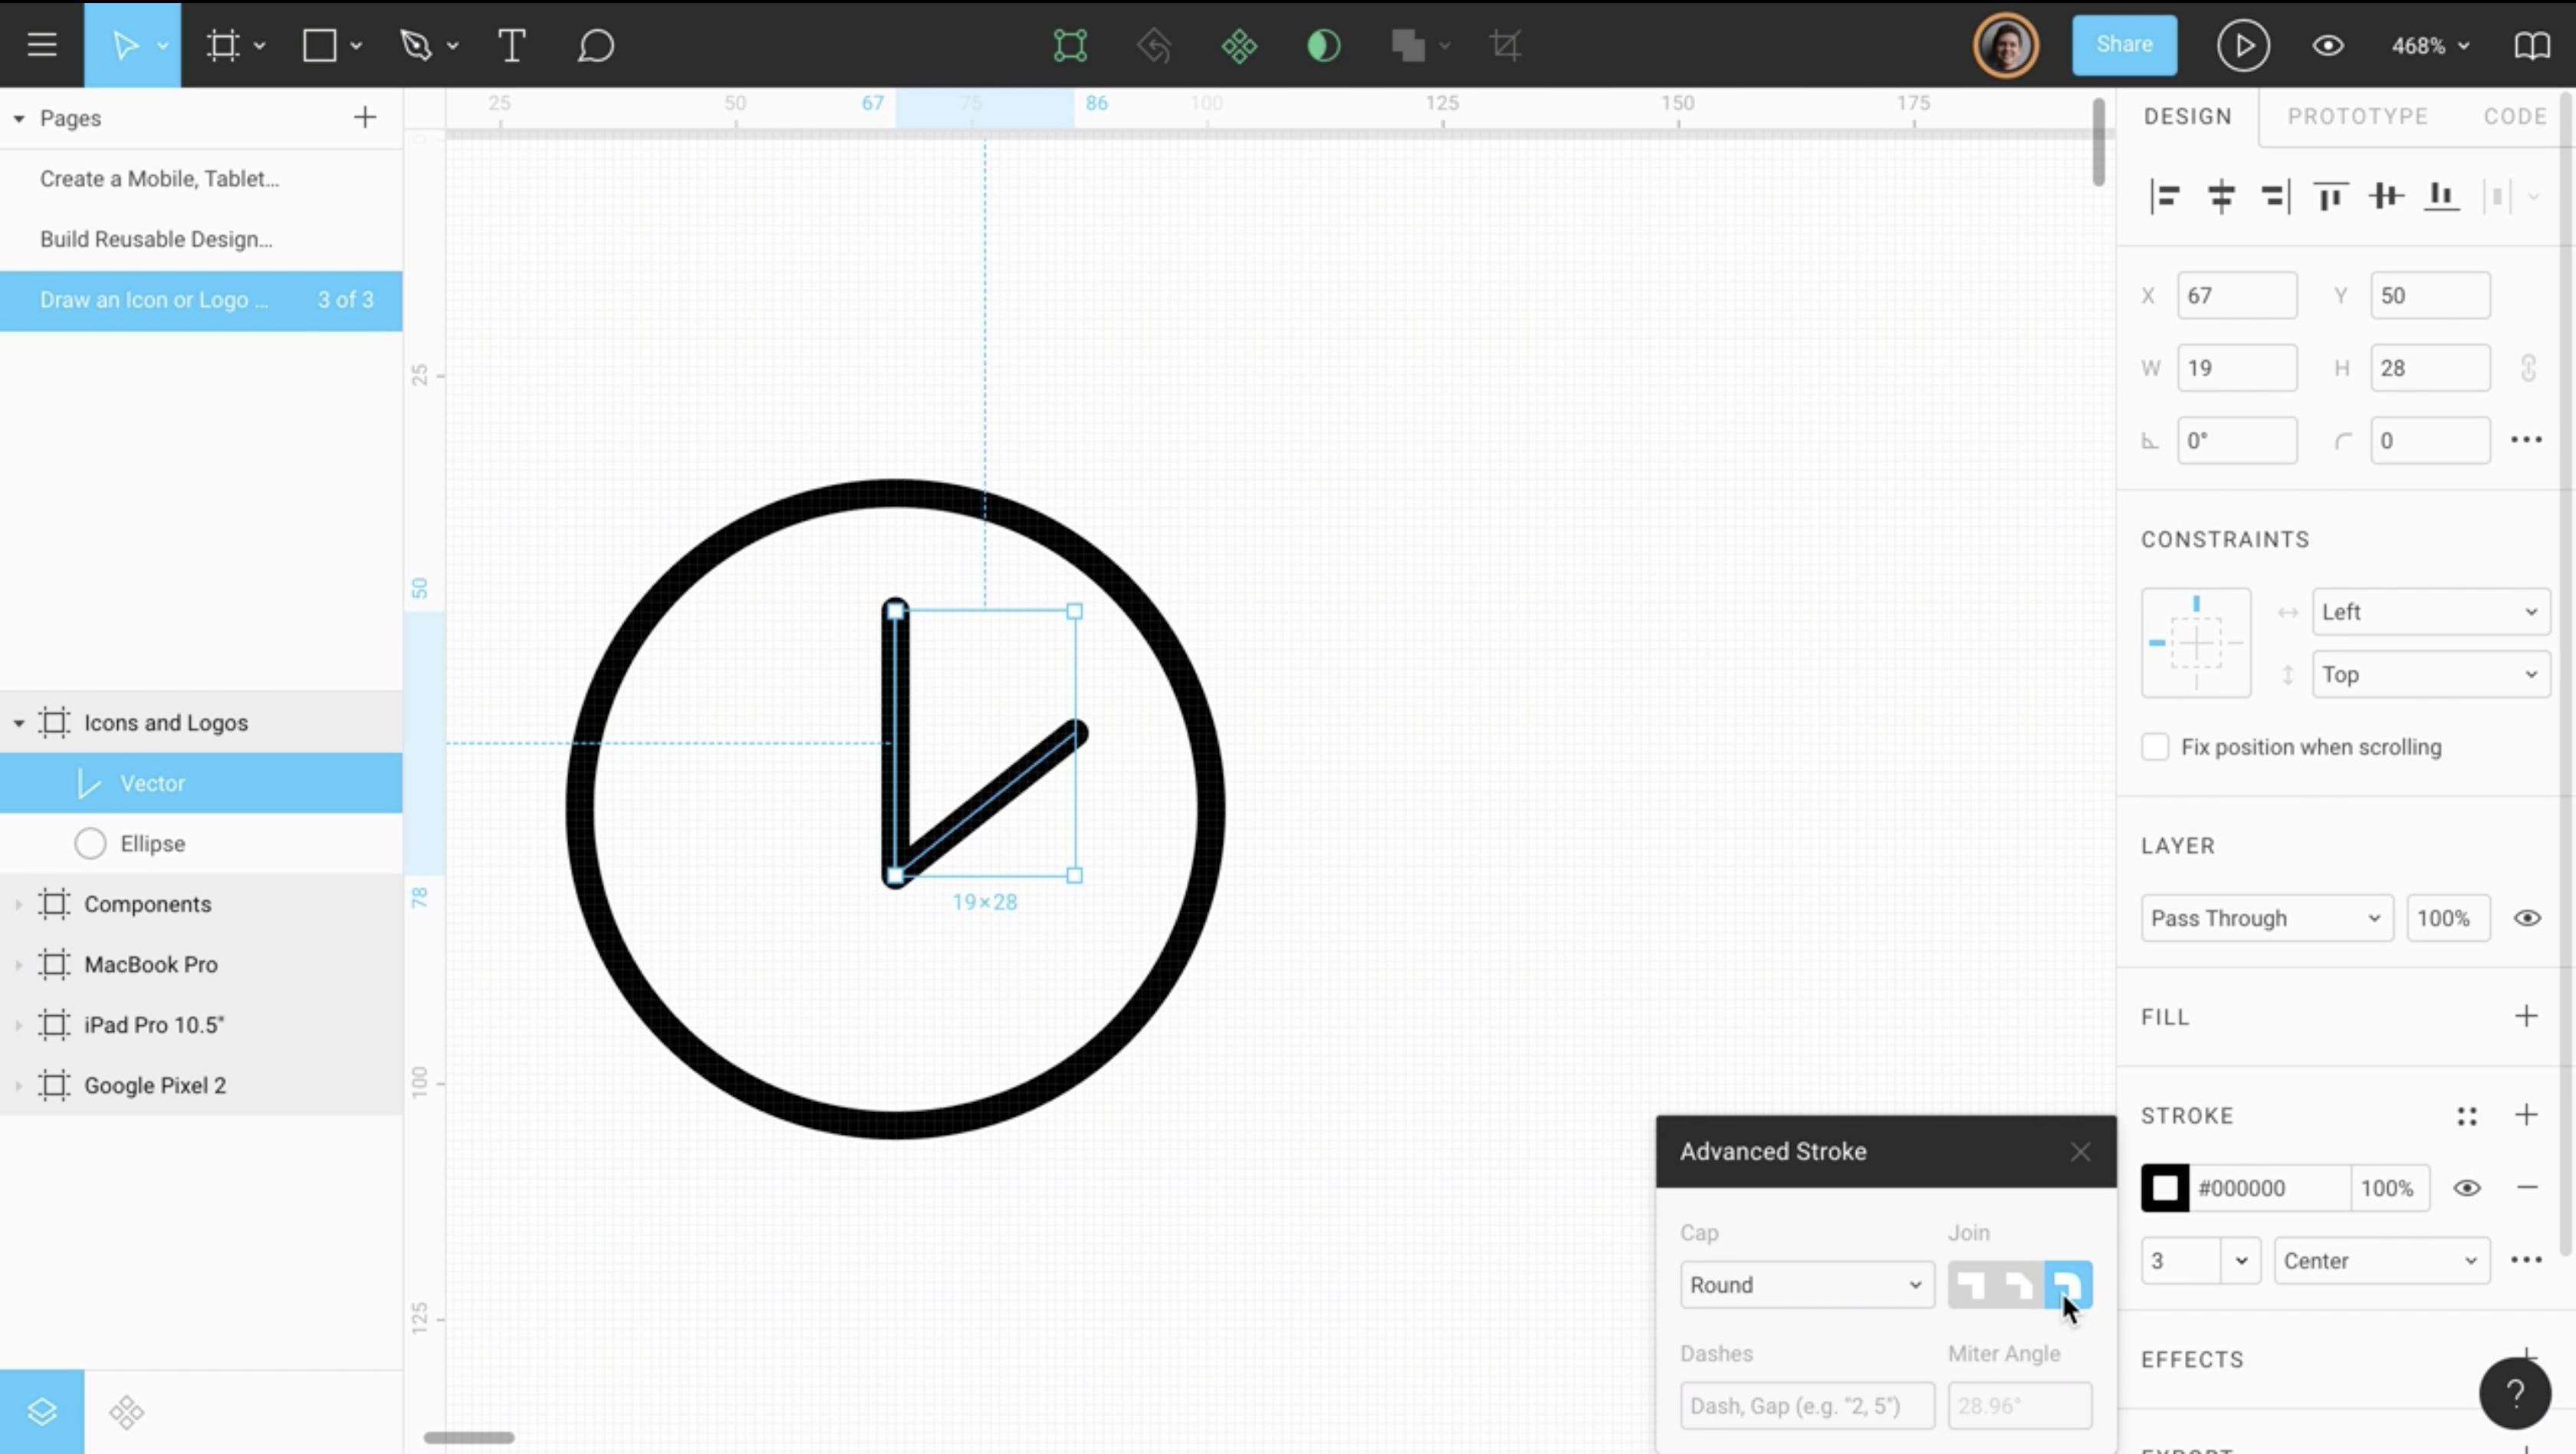 Share
468%
Pages
Create a Mobile, Tablet...
Build Reusable Design...
Draw an Icon or Logo ...
3 of 3
Icons and Logos
Vector
Ellipse
Components
MacBook Pro
iPad Pro 10.5"
Google Pixel 2
25
50
67
75
86
100
125
150
175
0
25
50
78
100
125
19×28
Advanced Stroke
Cap
Join
Round
Dashes
Miter Angle
Dash, Gap (e.g. "2, 5")
28.96°
DESIGN
PROTOTYPE
CODE
X 67
Y 50
W 19
H 28
0°
0
CONSTRAINTS
Left
Top
Fix position when scrolling
LAYER
Pass Through
100%
FILL
STROKE
#000000
100%
3
Center
EFFECTS
?